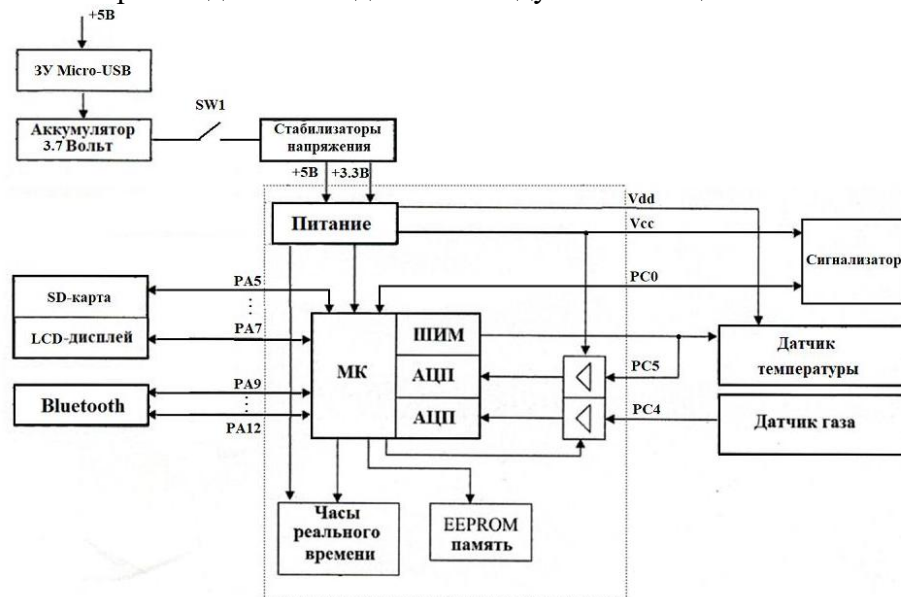 +5В
ЗУ Micro-USB
SW1
Аккумулятор
3.7 Вольт
Стабилизаторы
напряжения
+5В
+3.3В
Vdd
Питание
Vcc
Сигнализатор
PA5
PC0
SD-карта
LCD-дисплей
PA7
МК
ШИМ
АЦП
АЦП
Датчик
температуры
PC5
PA9
Bluetooth
PC4
PA12
Датчик газа
Часы
реального
времени
EEPROM
память